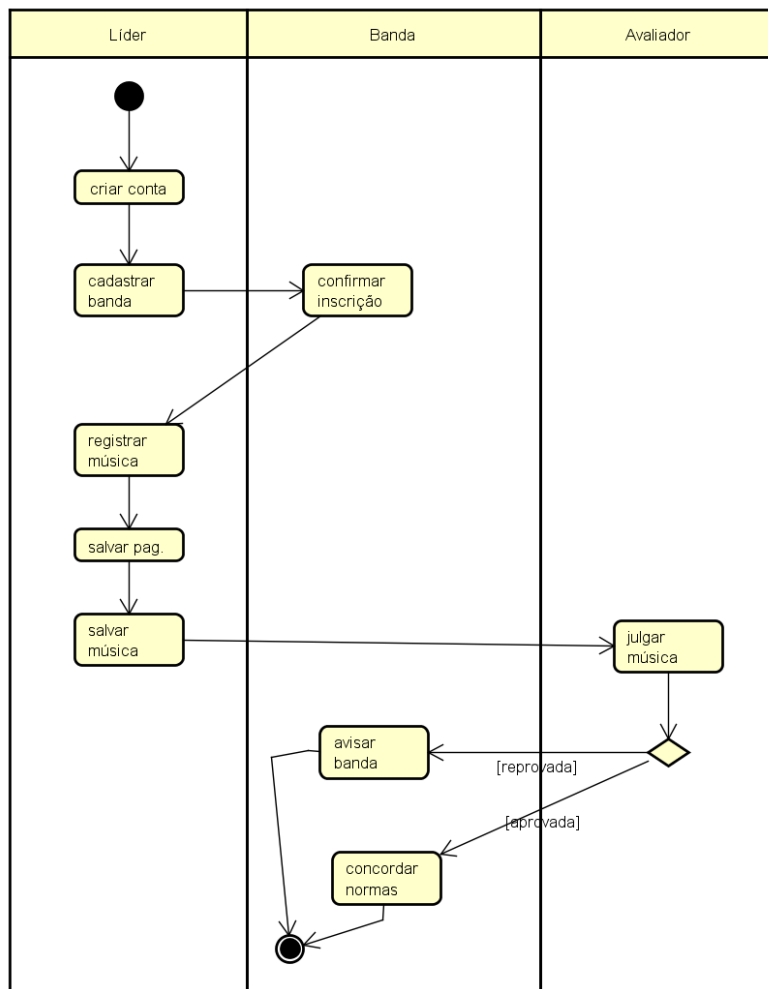 Líder
Banda
Avaliador
criar conta
cadastrar
banda
confirmar
inscrição
registrar
música
salvar pag.
salvar
música
julgar
música
avisar
banda
[reprovada]
[aprovada]
concordar
normas